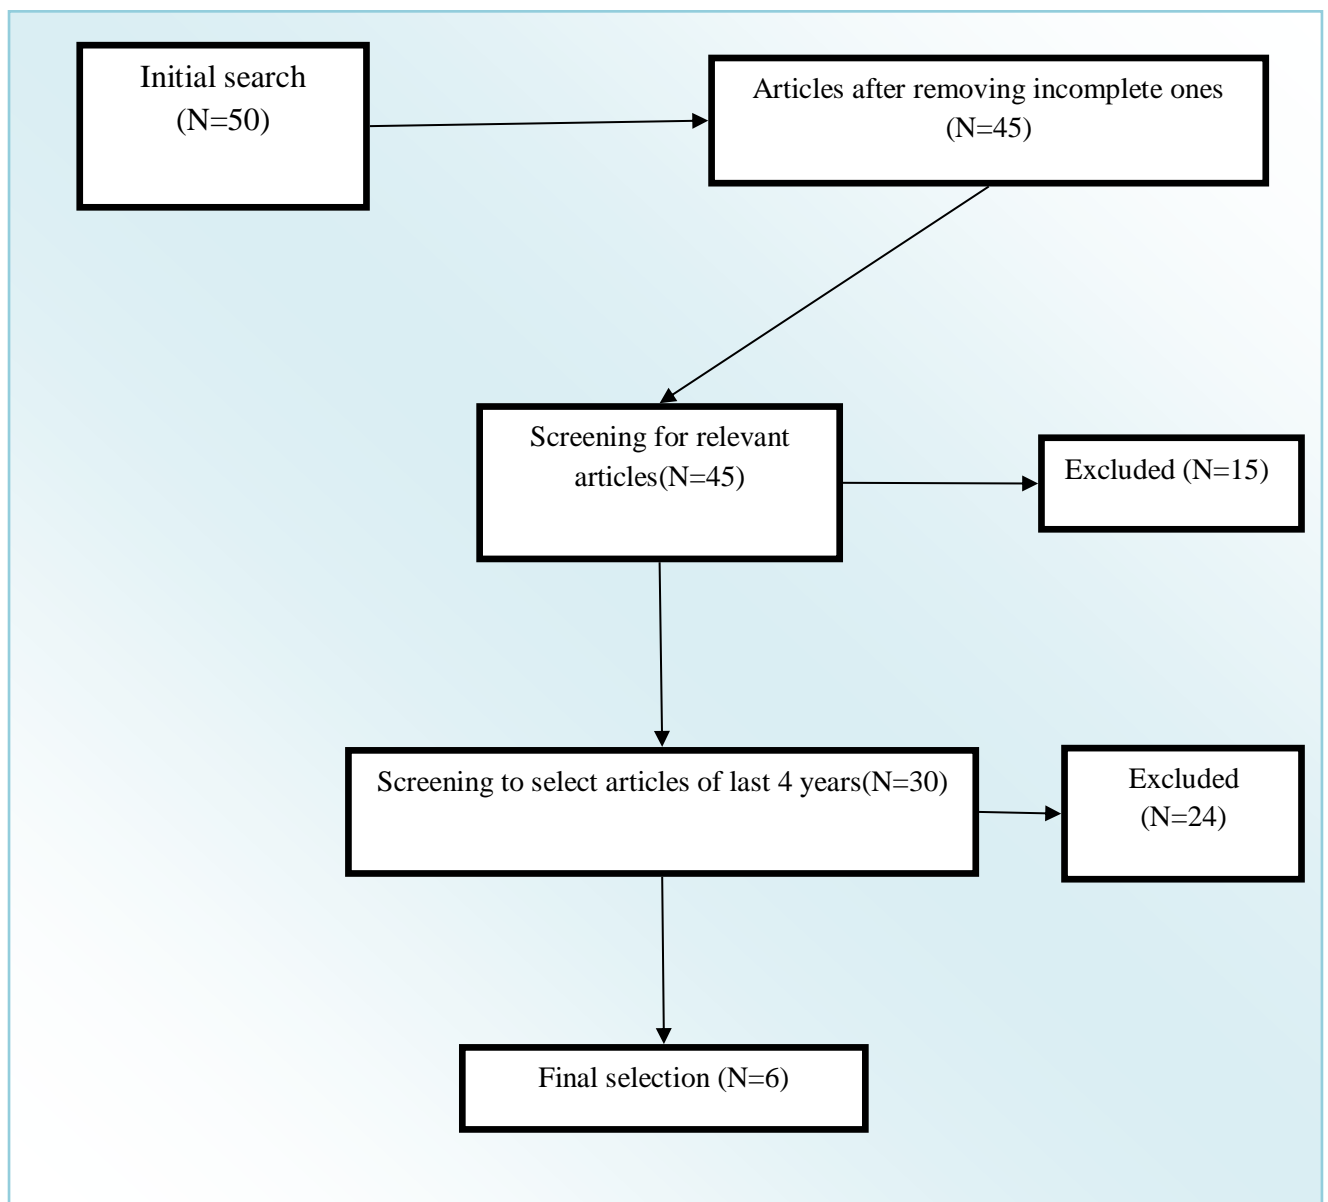 Initial search
(N=50)
Articles after removing incomplete ones
(N=45)
Screening for relevant
articles(N=45)
Excluded (N=15)
Screening to select articles of last 4 years(N=30)
Excluded
(N=24)
Final selection (N=6)